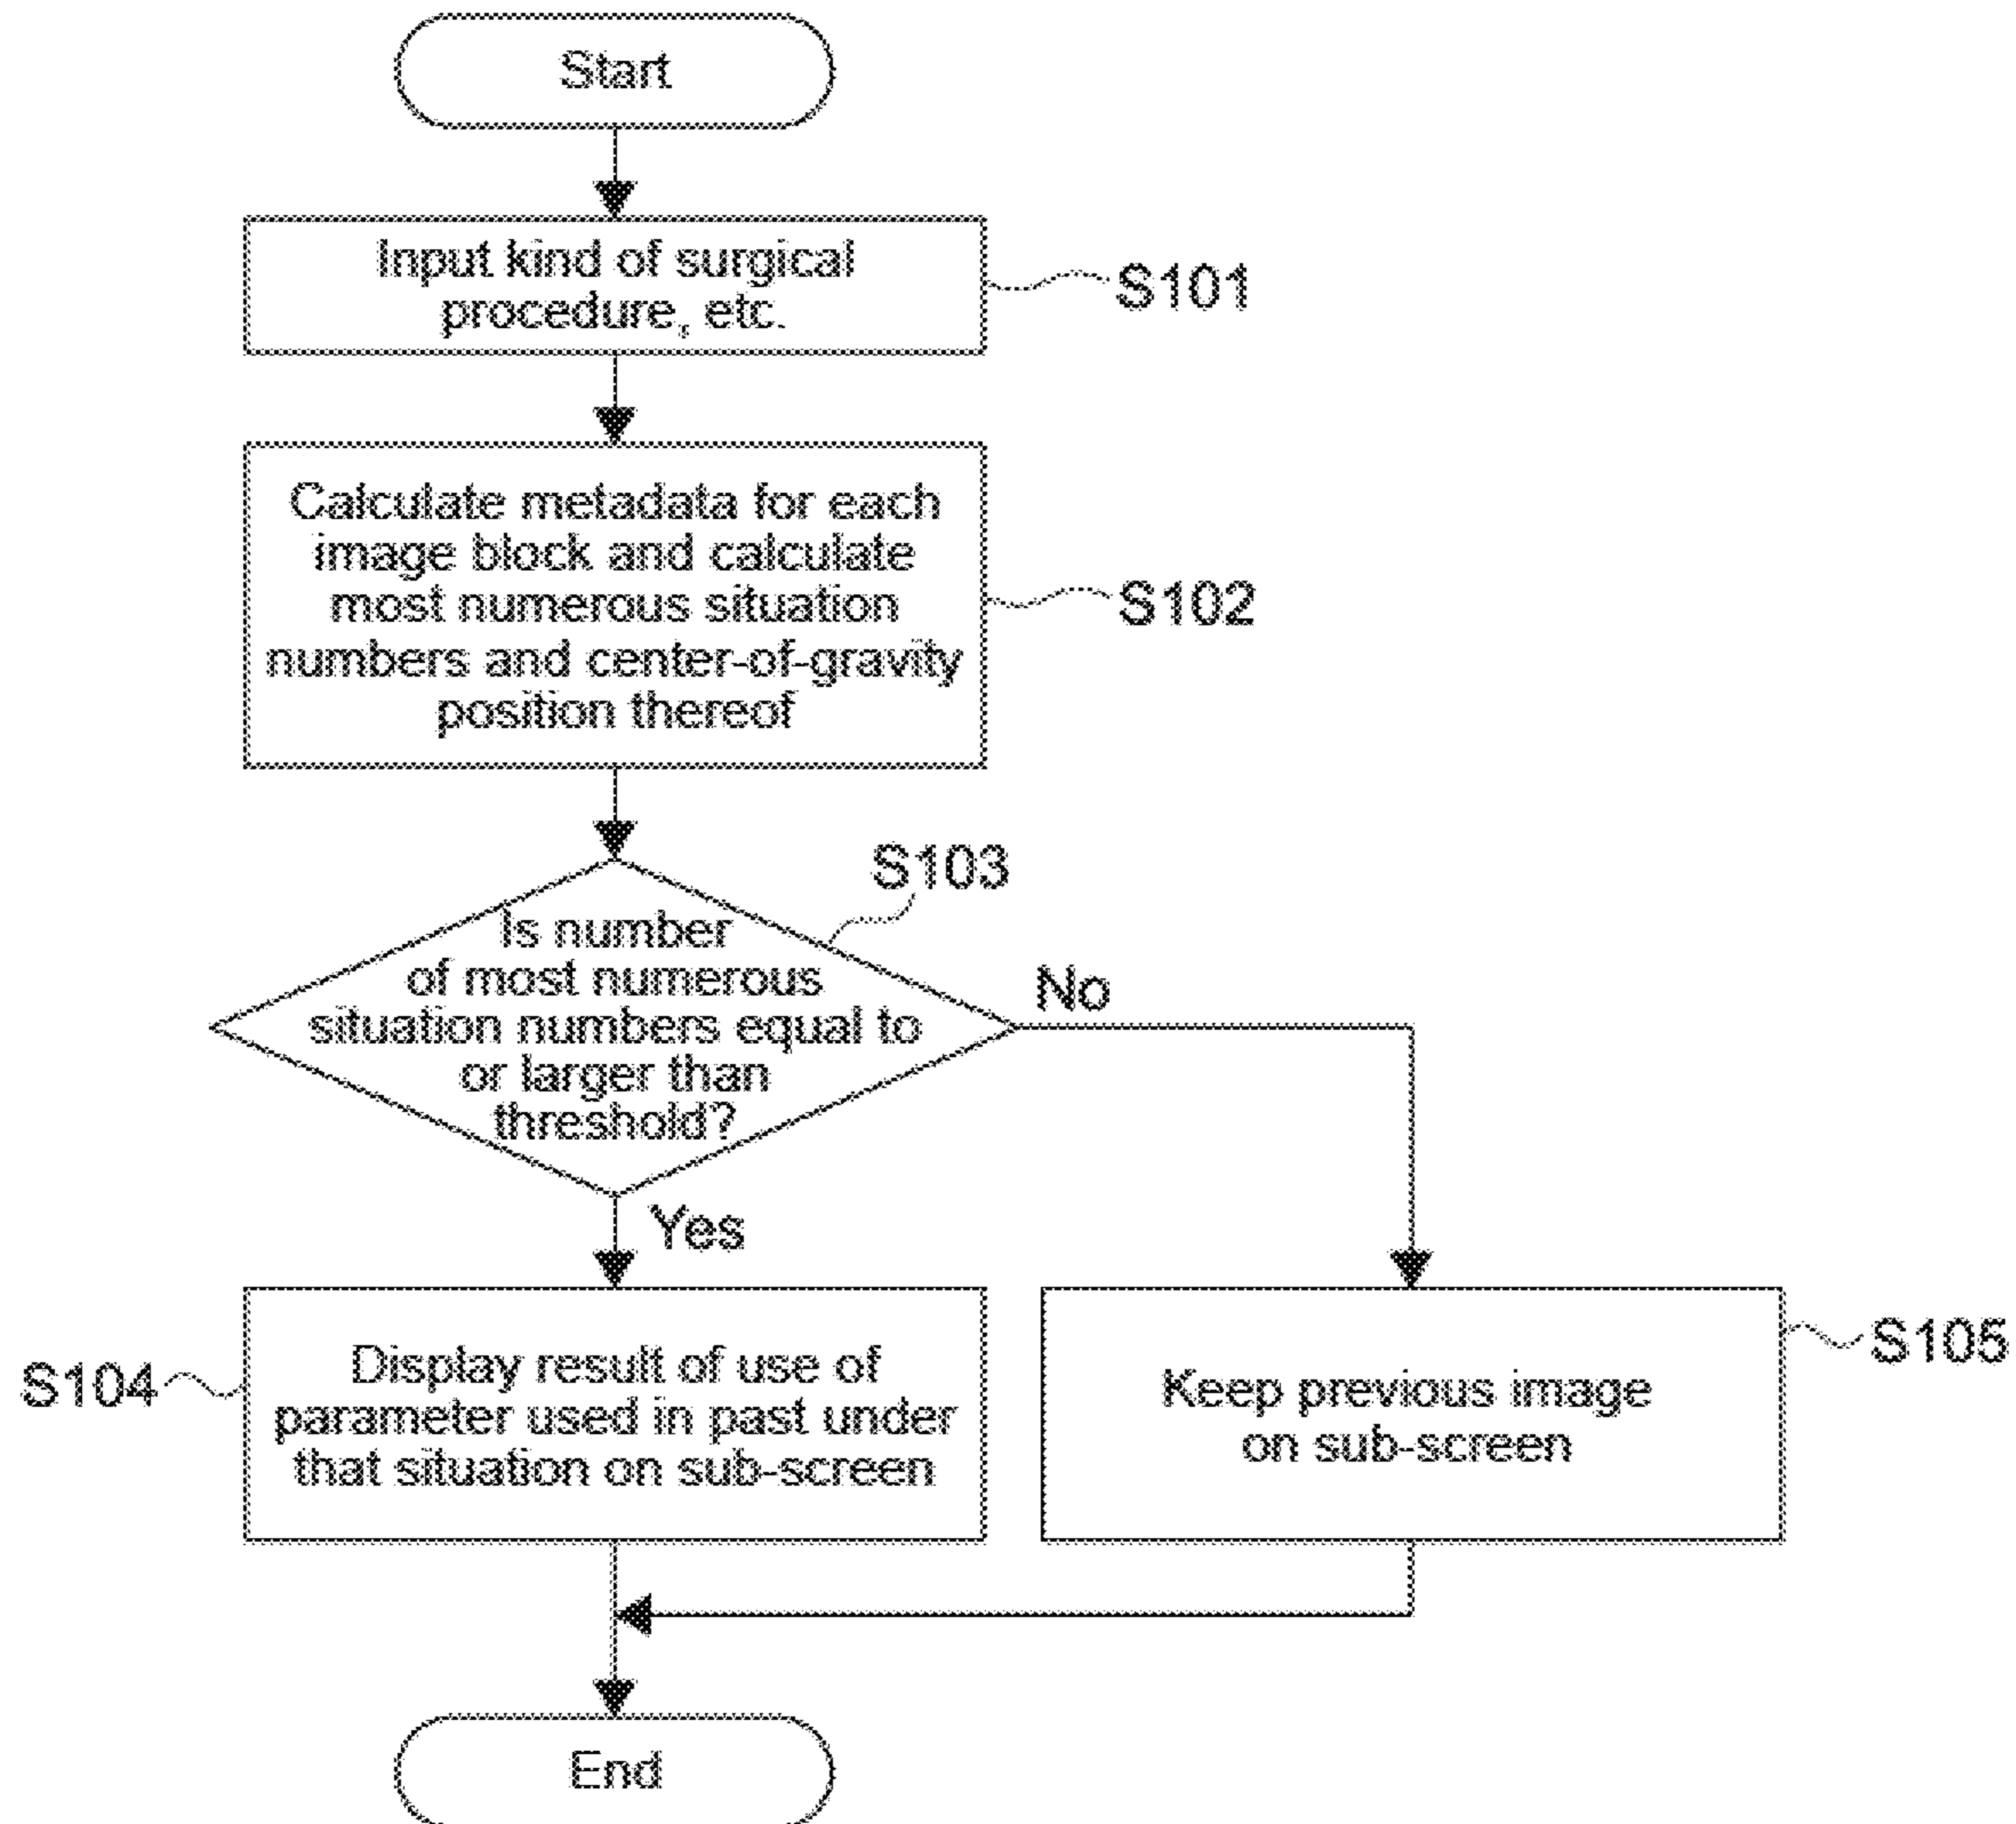 Start
Input kind of surgical
procedure, etc.
S101
Calculate metadata for each
image block and calculate
most numerous situation
numbers and center-of-gravity
position thereof
S102
S103
Is number
of most numerous
situation numbers equal to
or larger than
threshold?
No
Yes
S104
Display result of use of
parameter used in past under
that situation on sub-screen
Keep previous image
on sub-screen
S105
End